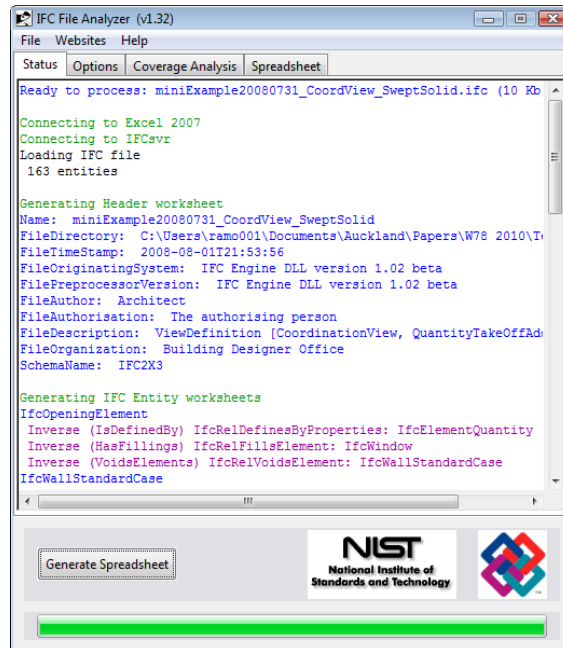 IFC File Analyzer (v1.32)
File Websites Help
Status Options Coverage Analysis Spreadsheet
Ready to process: miniExample20080731_CoordView_SweptSolid.ifc (10 Kb
Connecting to Excel 2007
Connecting to IFCsvr
Loading IFC file
163 entities
Generating Header worksheet
Name: miniExample20080731_CoordView_SweptSolid
FileDirectory: C:\Users\ramo001\Documents\Auckland\Papers\W78 2010\Te
FileTimeStamp: 2008-08-01T21:53:56
FileOriginatingSystem: IFC Engine DLL version 1.02 beta
FilePreprocessorVersion: IFC Engine DLL version 1.02 beta
FileAuthor: Architect
FileAuthorisation: The authorising person
FileDescription: ViewDefinition [CoordinationView, QuantityTakeOffAdd
FileOrganization: Building Designer Office
SchemaName: IFC2X3
Generating IFC Entity worksheets
IfcOpeningElement
Inverse (IsDefinedBy) IfcRelDefinesByProperties: IfcElementQuantity
Inverse (HasFillings) IfcRelFillsElement: IfcWindow
Inverse (VoidsElements) IfcRelVoidsElement: IfcWallStandardCase
IfcWallStandardCase
Generate Spreadsheet
NIST
National Institute of
Standards and Technology